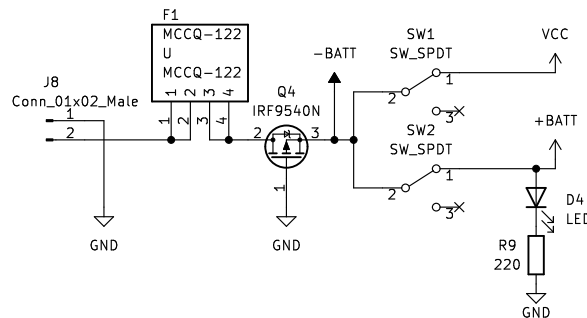 F1
MCCQ-122
U
MCCQ-122
1 2 3 4
1 2 3 4
J8
Conn_01x02_Male
1
2
GND
Q4
IRF9540N
2 3
1
GND
-BATT
SW1
SW_SPDT
2 1
3
VCC
SW2
SW_SPDT
2 1
3
+BATT
D4
LED
R9
220
GND